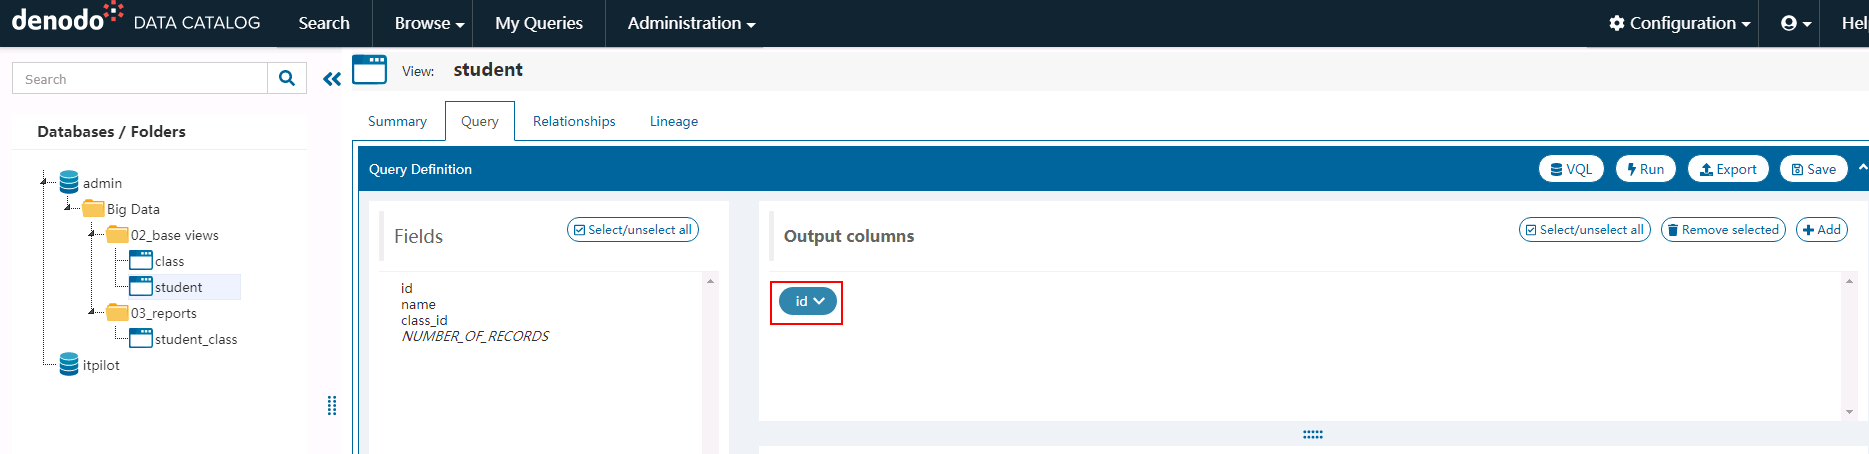 denodo DATA CATALOG Search Browse My Queries Administration Configuration Hel
Search
View: student
Databases / Folders
Summary Query Relationships Lineage
Query Definition VQL Run Export Save
admin
Big Data
02_base views
class
student
03_reports
student_class
itpilot
Fields Select/unselect all
id
name
class_id
NUMBER_OF_RECORDS
Output columns Select/unselect all Remove selected Add
id